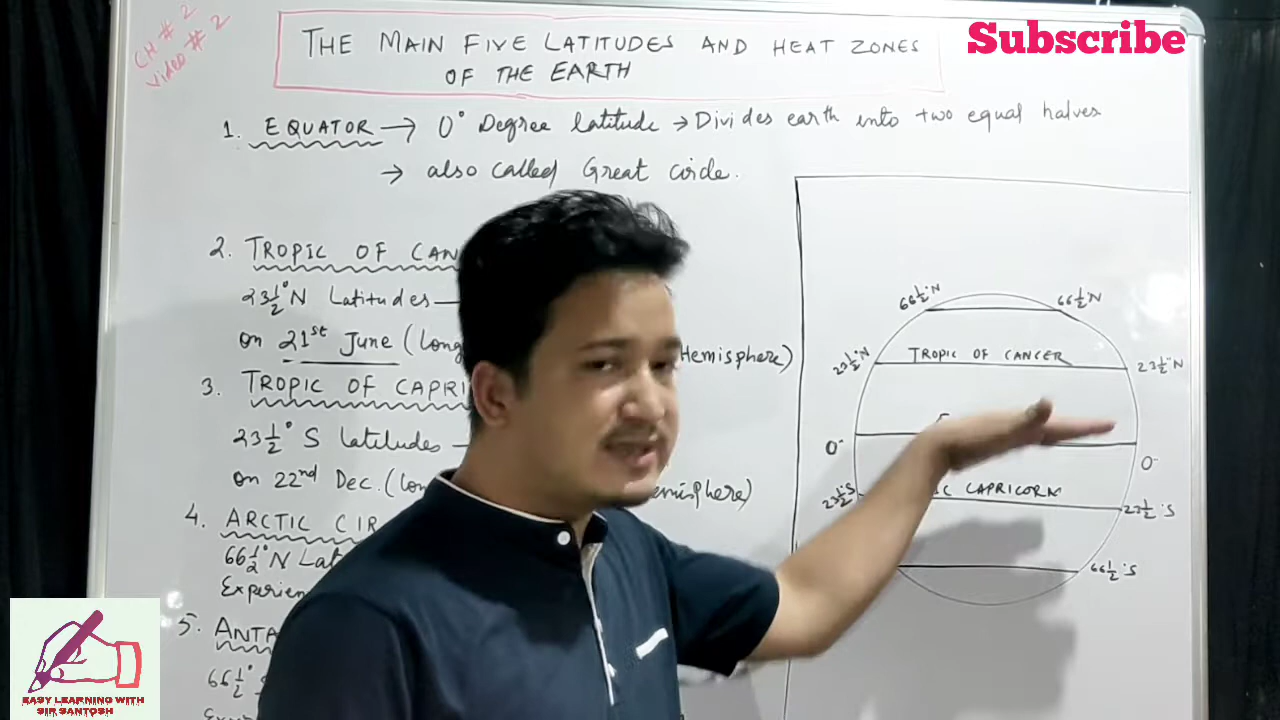 CH # 2
Video # 2
Subscribe
THE MAIN FIVE LATITUDES AND HEAT ZONES
OF THE EARTH
1. EQUATOR → 0° Degree latitude → Divides earth into two equal halves
→ also called Great circle.
2. TROPIC OF CAN
23½° N Latitudes
on 21st June (Long
Hemisphere)
3. TROPIC OF CAPRI
23½° S latitudes
on 22nd Dec. (lon
emisphere)
4. ARCTIC CIR
66½° N Lat
Experien
5. ANTA
66½°
66½°N 66½°N
23½°N TROPIC OF CANCER 23½°N
0° 0°
23½°S IC CAPICORN 23½°S
66½°S
EASY LEARNING WITH
SIR SANTOSH